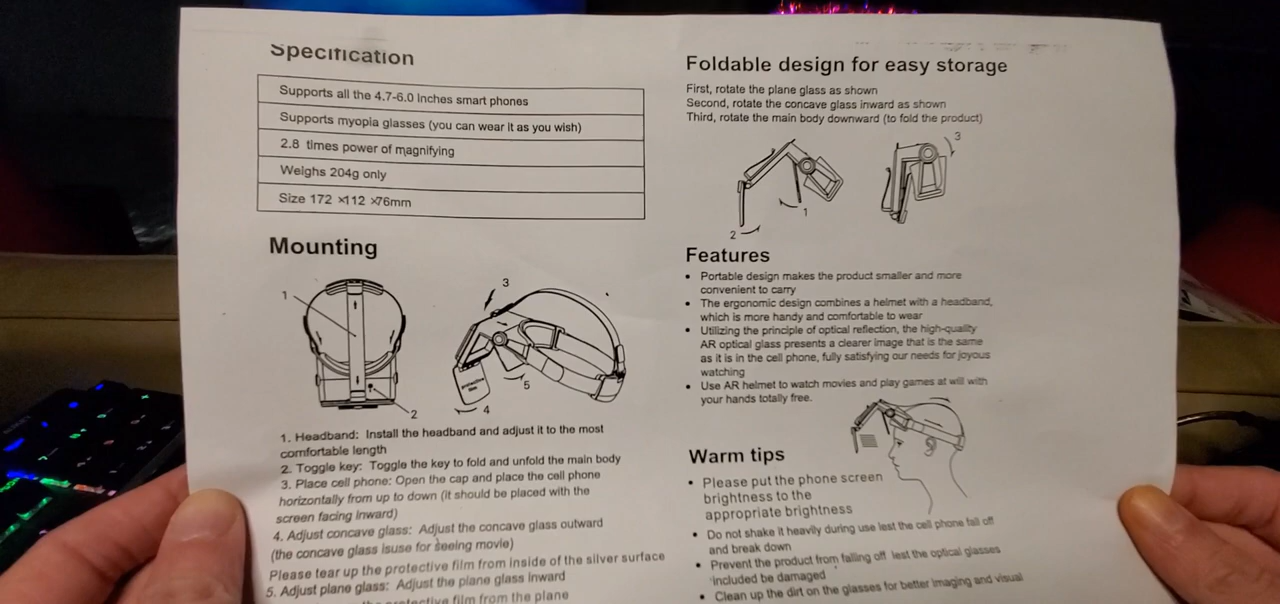 Specification
Supports all the 4.7-6.0 Inches smart phones
Supports myopia glasses (you can wear it as you wish)
2.8 times power of magnifying
Weighs 204g only
Size 172 ×112 ×76mm
Mounting
1
2
3
protective film
5
4
1. Headband: Install the headband and adjust it to the most
comfortable length
2. Toggle key: Toggle the key to fold and unfold the main body
3. Place cell phone: Open the cap and place the cell phone
horizontally from up to down (it should be placed with the
screen facing inward)
4. Adjust concave glass: Adjust the concave glass outward
(the concave glass isuse for seeing movie)
Please tear up the protective film from inside of the silver surface
5. Adjust plane glass: Adjust the plane glass inward
the protective film from the plane
Foldable design for easy storage
First, rotate the plane glass as shown
Second, rotate the concave glass inward as shown
Third, rotate the main body downward (to fold the product)
3
1
2
Features
• Portable design makes the product smaller and more
convenient to carry
• The ergonomic design combines a helmet with a headband,
which is more handy and comfortable to wear
• Utilizing the principle of optical reflection, the high-quality
AR optical glass presents a clearer image that is the same
as it is in the cell phone, fully satisfying our needs for joyous
watching
• Use AR helmet to watch movies and play games at will with
your hands totally free.
Warm tips
• Please put the phone screen
brightness to the
appropriate brightness
• Do not shake it heavily during use lest the cell phone fall off
and break down
• Prevent the product from falling off lest the optical glasses
included be damaged
• Clean up the dirt on the glasses for better imaging and visual